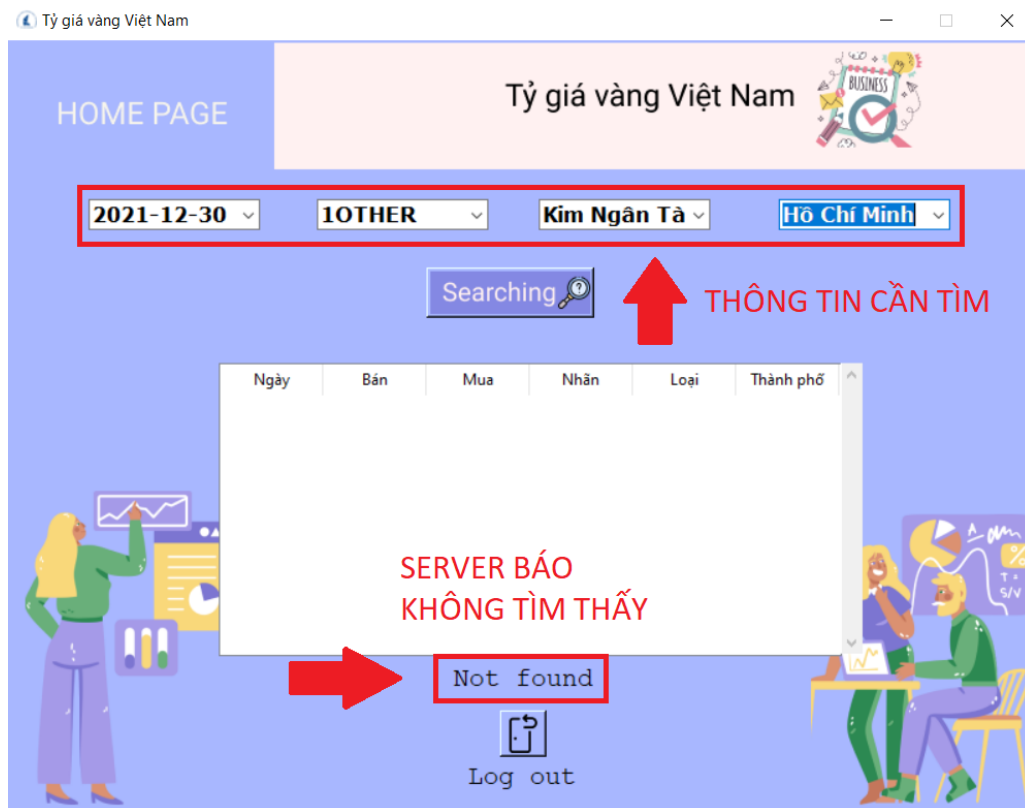 Tỷ giá vàng Việt Nam
HOME PAGE
Tỷ giá vàng Việt Nam
BUSINESS
2021-12-30
1OTHER
Kim Ngân Tà
Hồ Chí Minh
Searching
THÔNG TIN CẦN TÌM
Ngày Bán Mua Nhãn Loại Thành phố
SERVER BÁO
KHÔNG TÌM THẤY
%
S/V
Not found
Log out